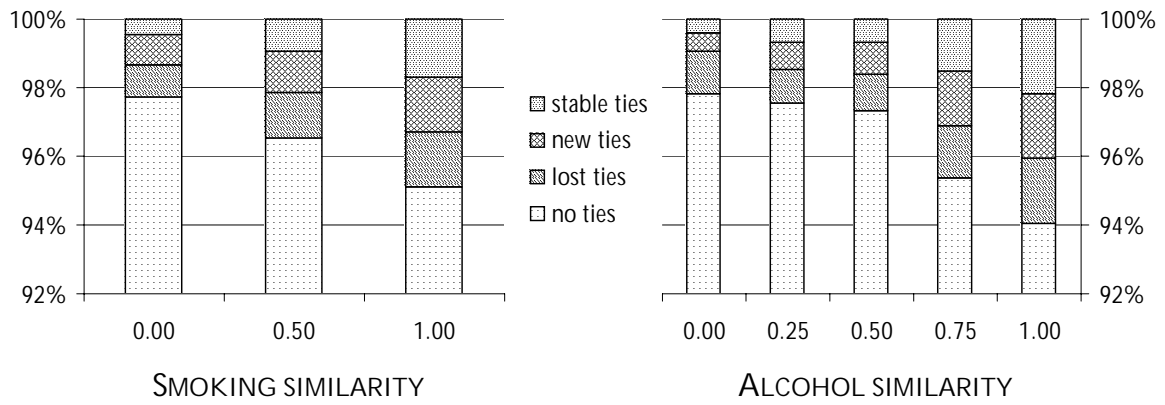 100%
98%
96%
94%
92%
0.00 0.50 1.00
SMOKING SIMILARITY
stable ties
new ties
lost ties
no ties
100%
98%
96%
94%
92%
0.00 0.25 0.50 0.75 1.00
ALCOHOL SIMILARITY